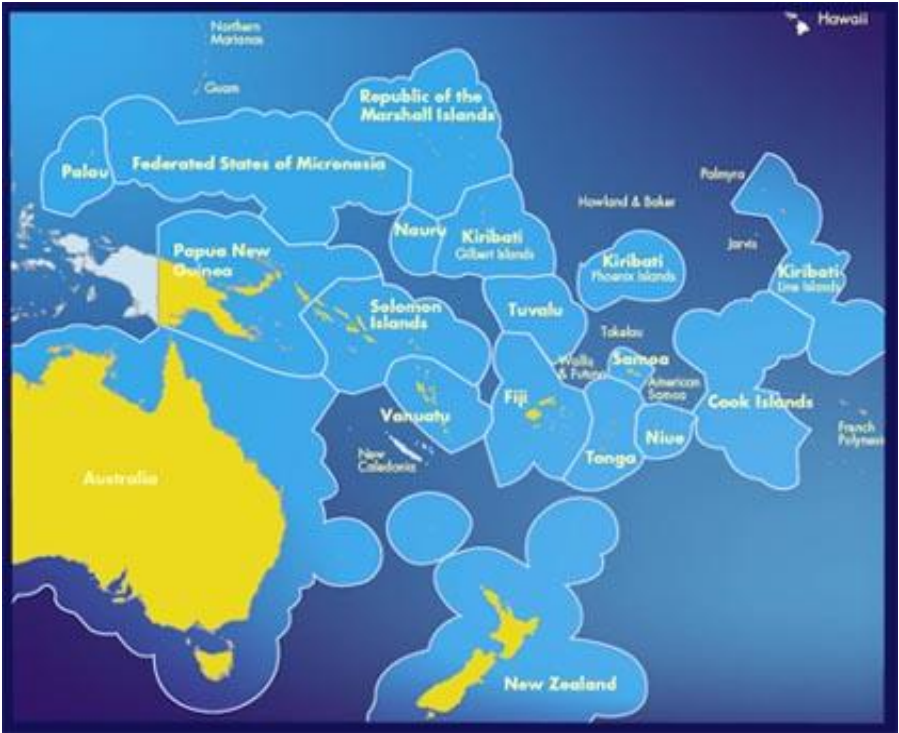 Northern
Marianas
Hawaii
Guam
Republic of the
Marshall Islands
Palau
Federated States of Micronesia
Palmyra
Howland & Baker
Nauru
Kiribati
Gilbert Islands
Jarvis
Papua New
Guinea
Kiribati
Phoenix Islands
Kiribati
Line Islands
Solomon
Islands
Tuvalu
Tokelau
Wallis
& Futuna
Samoa
American
Samoa
Fiji
Cook Islands
Vanuatu
Niue
French
Polynesi
New
Caledonia
Tonga
Australia
New Zealand